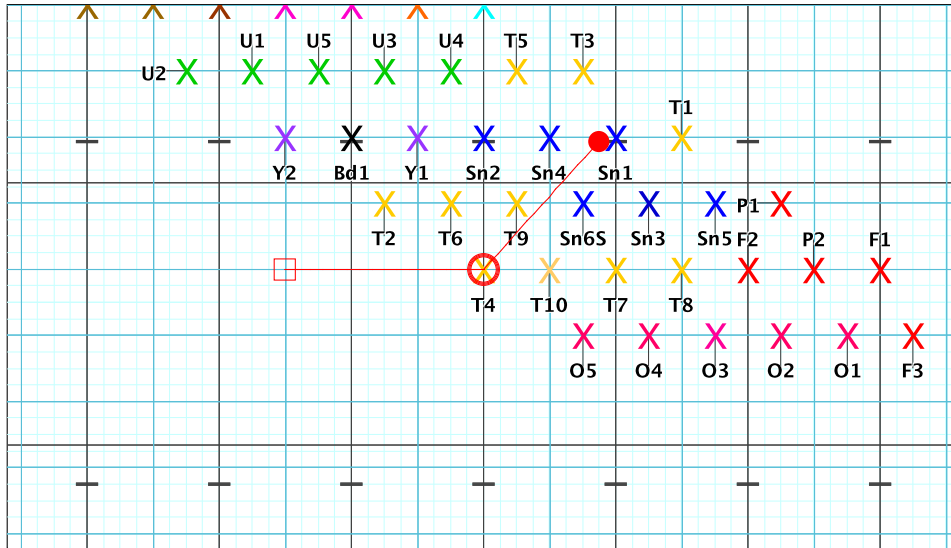 U1 U5 U3 U4 T5 T3
U2
T1
Y2 Bd1 Y1 Sn2 Sn4 Sn1
P1
T2 T6 T9 Sn6S Sn3 Sn5 F2 P2 F1
T4 T10 T7 T8
O5 O4 O3 O2 O1 F3